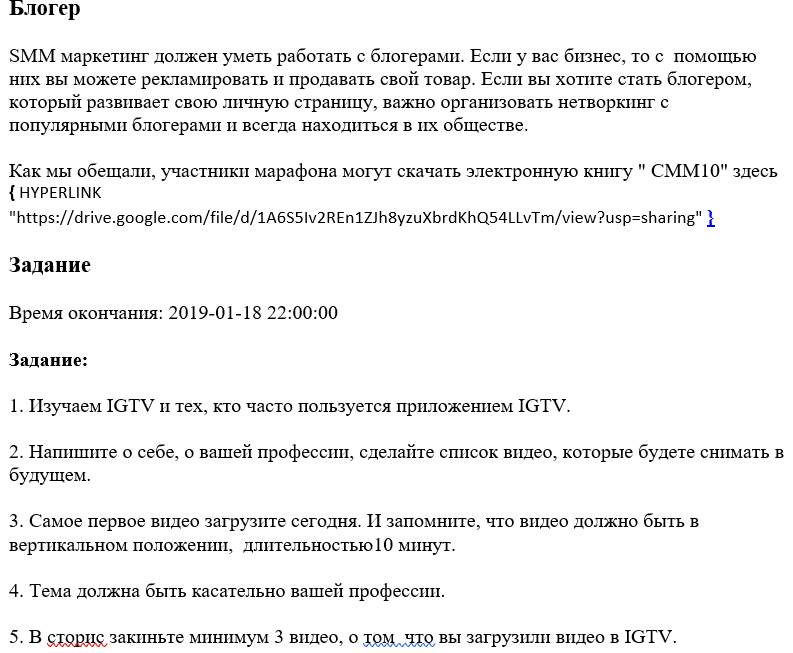 Блогер
SMM маркетинг должен уметь работать с блогерами. Если у вас бизнес, то с  помощью
них вы можете рекламировать и продавать свой товар. Если вы хотите стать блогером,
который развивает свою личную страницу, важно организовать нетворкинг с
популярными блогерами и всегда находиться в их обществе.
Как мы обещали, участники марафона могут скачать электронную книгу " СММ10" здесь
{ HYPERLINK
"https://drive.google.com/file/d/1A6S5Iv2REn1ZJh8yzuXbrdKhQ54LLvTm/view?usp=sharing" }
Задание
Время окончания: 2019-01-18 22:00:00
Задание:
1. Изучаем IGTV и тех, кто часто пользуется приложением IGTV.
2. Напишите о себе, о вашей профессии, сделайте список видео, которые будете снимать в
будущем.
3. Самое первое видео загрузите сегодня. И запомните, что видео должно быть в
вертикальном положении,  длительностью10 минут.
4. Тема должна быть касательно вашей профессии.
5. В сторис закиньте минимум 3 видео, о том  что вы загрузили видео в IGTV.